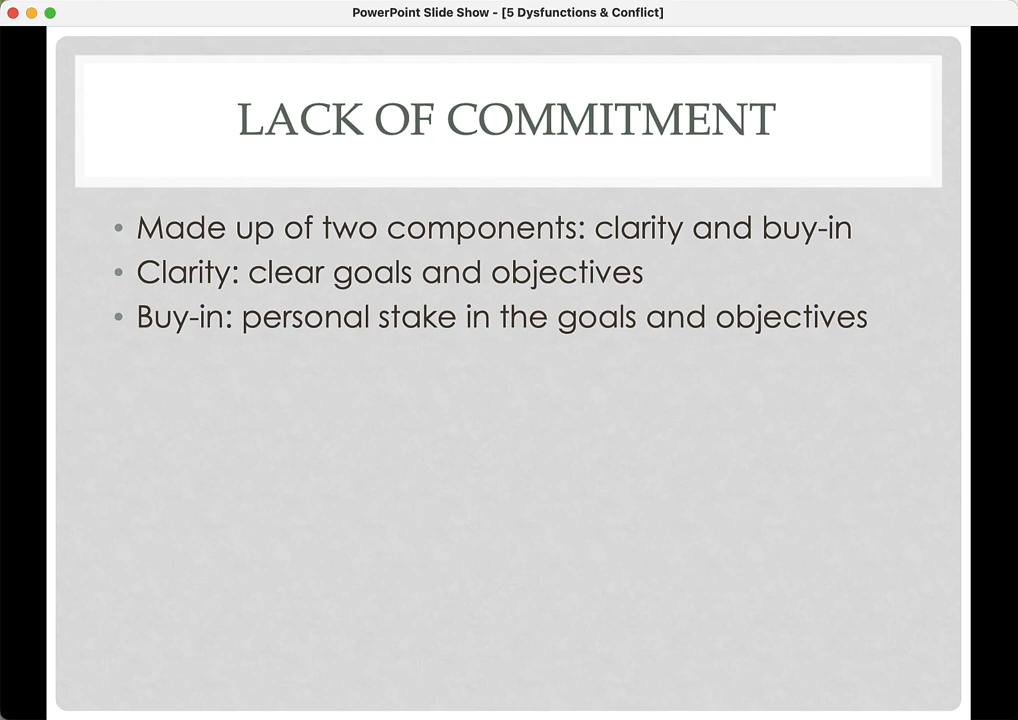 PowerPoint Slide Show - [5 Dysfunctions & Conflict]
LACK OF COMMITMENT
• Made up of two components: clarity and buy-in
• Clarity: clear goals and objectives
• Buy-in: personal stake in the goals and objectives